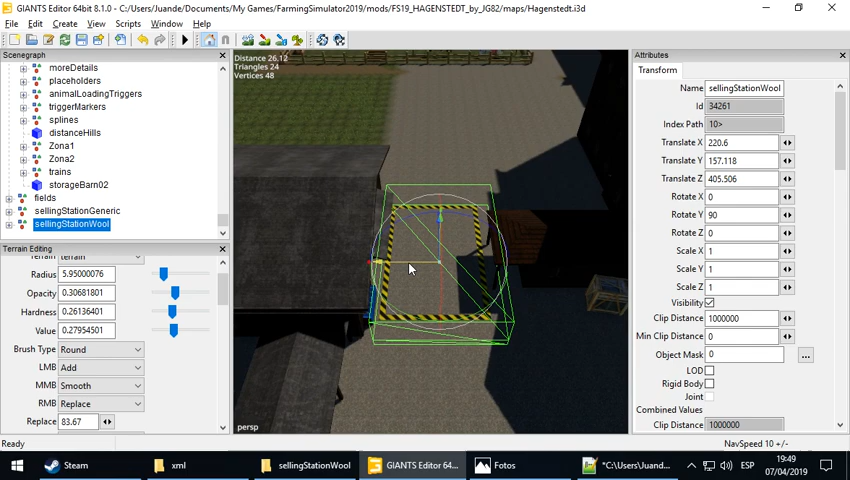 GIANTS Editor 64bit 8.1.0 - C:/Users/Juande/Documents/My Games/FarmingSimulator2019/mods/FS19_HAGENSTEDT_by_JG82/maps/Hagenstedt.i3d
File Edit Create View Scripts Window Help
Scenegraph
moreDetails
placeholders
animalLoadingTriggers
triggerMarkers
splines
distanceHills
Zona1
Zona2
trains
storageBarn02
fields
sellingStationGeneric
sellingStationWool
Terrain Editing
Terrain terrain
Radius 5.95000076
Opacity 0.30681801
Hardness 0.26136401
Value 0.27954501
Brush Type Round
LMB Add
MMB Smooth
RMB Replace
Replace 83.67
Distance 26.12
Triangles 24
Vertices 48
persp
Attributes
Transform
Name sellingStationWool
Id 34261
Index Path 10>
Translate X 220.6
Translate Y 157.118
Translate Z 405.506
Rotate X 0
Rotate Y 90
Rotate Z 0
Scale X 1
Scale Y 1
Scale Z 1
Visibility
Clip Distance 1000000
Min Clip Distance 0
Object Mask 0 ...
LOD
Rigid Body
Joint
Combined Values
Clip Distance 1000000
Ready
NavSpeed 10 +/-
Steam
xml
sellingStationWool
GIANTS Editor 64...
Fotos
*C:\Users\Juand...
ESP
19:49
07/04/2019